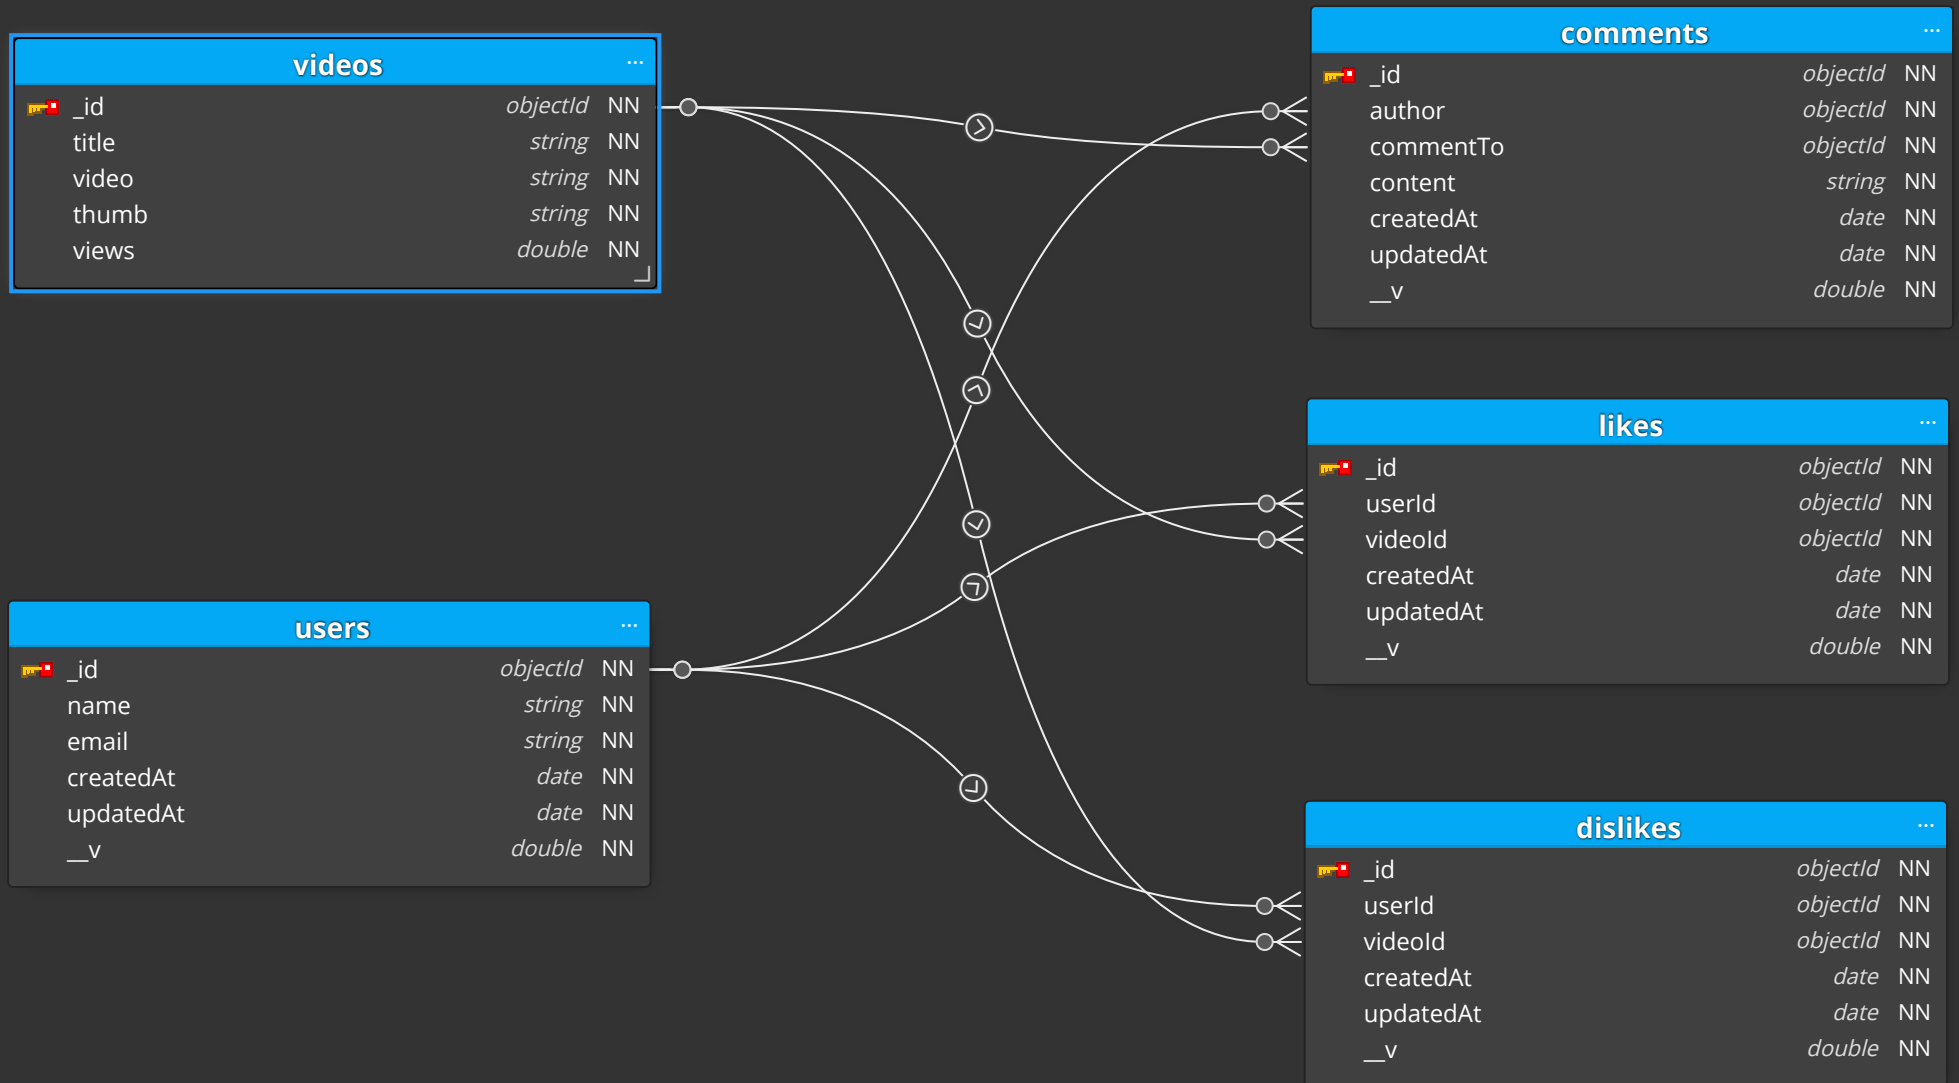 videos ...
_id objectId NN
title string NN
video string NN
thumb string NN
views double NN
users ...
_id objectId NN
name string NN
email string NN
createdAt date NN
updatedAt date NN
__v double NN
comments ...
_id objectId NN
author objectId NN
commentTo objectId NN
content string NN
createdAt date NN
updatedAt date NN
__v double NN
likes ...
_id objectId NN
userId objectId NN
videoId objectId NN
createdAt date NN
updatedAt date NN
__v double NN
dislikes ...
_id objectId NN
userId objectId NN
videoId objectId NN
createdAt date NN
updatedAt date NN
__v double NN